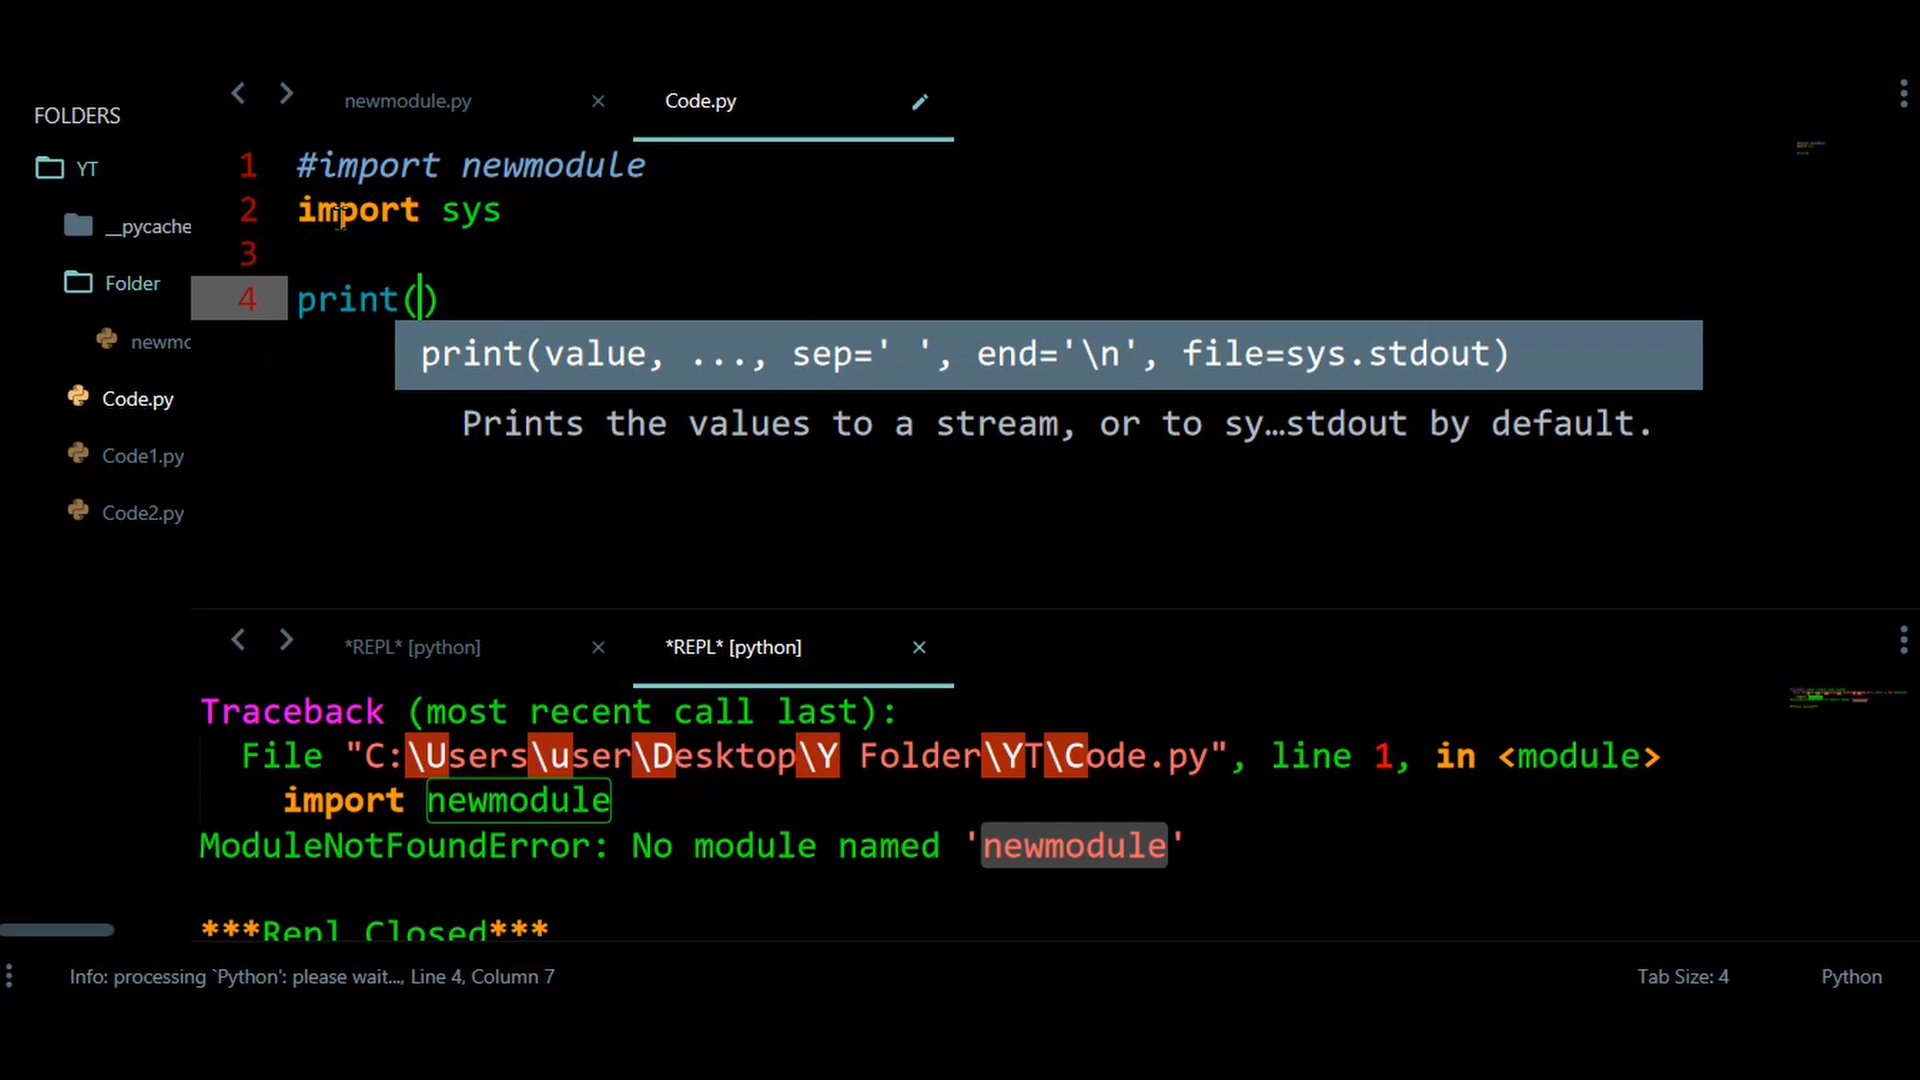 FOLDERS
YT
__pycache
Folder
newmo
Code.py
Code1.py
Code2.py
newmodule.py
Code.py
1 #import newmodule
2 import sys
3
4 print()
print(value, ..., sep=' ', end='\n', file=sys.stdout)
Prints the values to a stream, or to sy…stdout by default.
*REPL* [python]
*REPL* [python]
Traceback (most recent call last):
File "C:\Users\user\Desktop\Y Folder\YT\Code.py", line 1, in <module>
import newmodule
ModuleNotFoundError: No module named 'newmodule'
***Repl Closed***
Info: processing `Python': please wait..., Line 4, Column 7
Tab Size: 4
Python